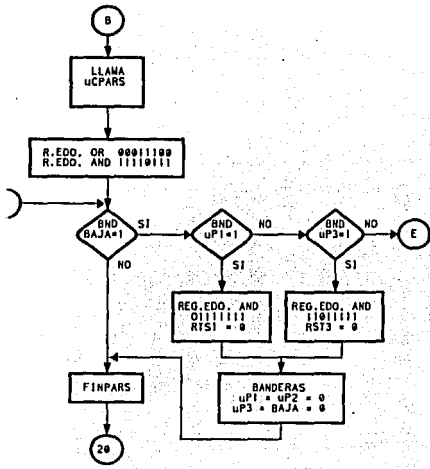 B
LLAMA
uCPARS
R.EDO. OR 00011100
R.EDO. AND 11110111
BND
BAJA=1
SI
NO
BND
uP1=1
NO
SI
BND
uP3=1
NO
SI
E
REG.EDO. AND
01111111
RTS1 = 0
REG.EDO. AND
11011111
RST3 = 0
FINPARS
BANDERAS
uP1 = uP2 = 0
uP3 = BAJA = 0
20